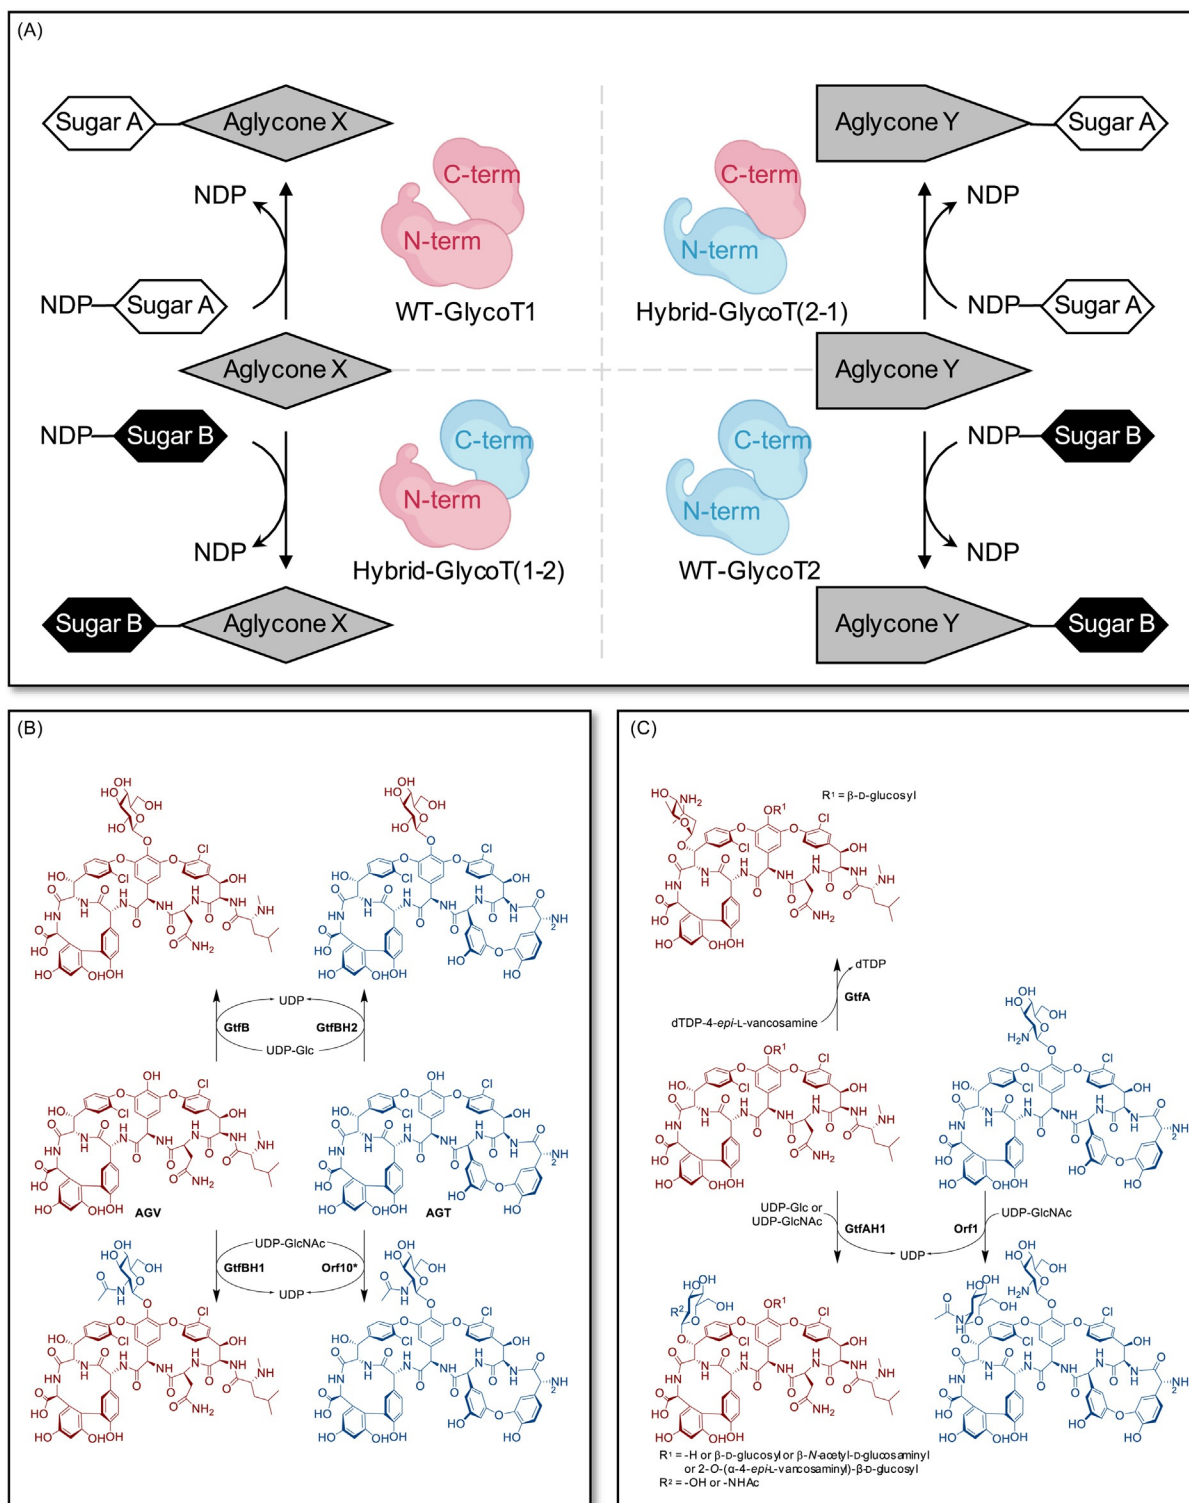 (A)
Sugar A
Aglycone X
Aglycone Y
Sugar A
C-term
N-term
WT-GlycoT1
C-term
N-term
Hybrid-GlycoT(2-1)
NDP
NDP
NDP
Sugar A
NDP
Sugar A
Aglycone X
Aglycone Y
NDP
Sugar B
NDP
Sugar B
C-term
N-term
Hybrid-GlycoT(1-2)
C-term
N-term
WT-GlycoT2
NDP
NDP
Sugar B
Aglycone X
Aglycone Y
Sugar B
(B)
UDP
GtfB
GtfBH2
UDP-Glc
AGV
AGT
UDP-GlcNAc
GtfBH1
Orf10*
UDP
(C)
R¹ = β-D-glucosyl
OR¹
dTDP
GtfA
dTDP-4-epi-L-vancosamine
OR¹
UDP-Glc or
UDP-GlcNAc
GtfAH1
Orf1
UDP-GlcNAc
UDP
R²
OR¹
R¹ = -H or β-D-glucosyl or β-N-acetyl-D-glucosaminyl
or 2-O-(α-4-epi-L-vancosaminyl)-β-D-glucosyl
R² = -OH or -NHAc